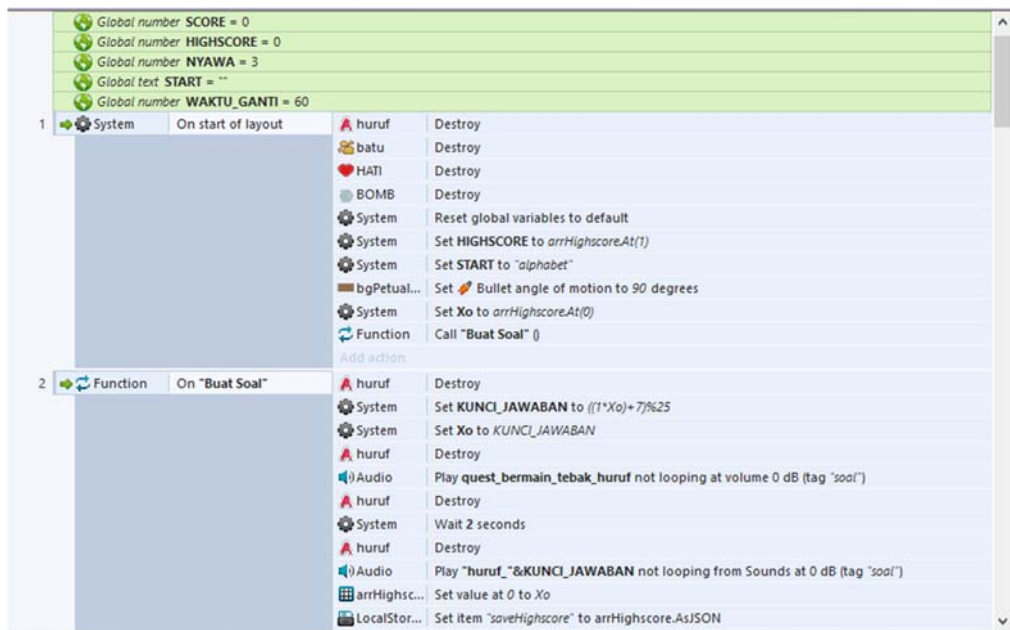 Global number SCORE = 0
Global number HIGHSCORE = 0
Global number NYAWA = 3
Global text START = ""
Global number WAKTU_GANTI = 60
1 System On start of layout huruf Destroy
batu Destroy
HATI Destroy
BOMB Destroy
System Reset global variables to default
System Set HIGHSCORE to arrHighscore.At(1)
System Set START to "alphabet"
bgPetual... Set Bullet angle of motion to 90 degrees
System Set Xo to arrHighscore.At(0)
Function Call "Buat Soal" ()
Add action
2 Function On "Buat Soal" huruf Destroy
System Set KUNCI_JAWABAN to ((1*Xo)+7)%25
System Set Xo to KUNCI_JAWABAN
huruf Destroy
Audio Play quest_bermain_tebak_huruf not looping at volume 0 dB (tag "soal")
huruf Destroy
System Wait 2 seconds
huruf Destroy
Audio Play "huruf_"&KUNCI_JAWABAN not looping from Sounds at 0 dB (tag "soal")
arrHighsc... Set value at 0 to Xo
LocalStor... Set item "saveHighscore" to arrHighscore.AsJSON